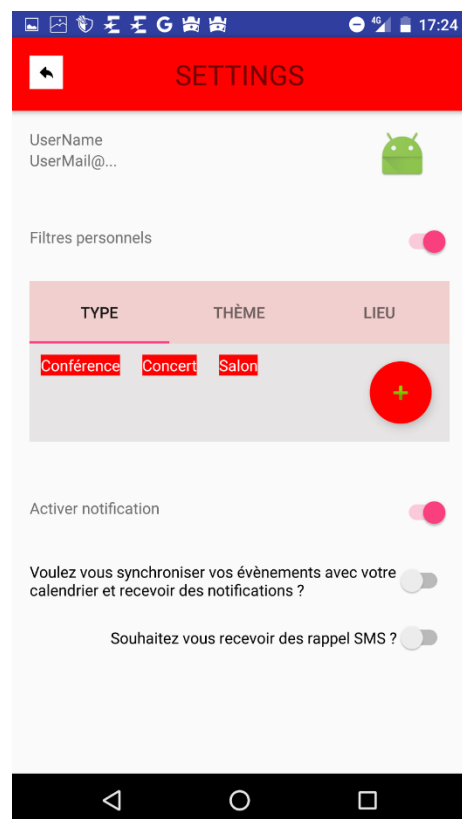 4G 17:24
SETTINGS
UserName
UserMail@...
Filtres personnels
TYPE THÈME LIEU
Conférence Concert Salon
+
Activer notification
Voulez vous synchroniser vos évènements avec votre
calendrier et recevoir des notifications ?
Souhaitez vous recevoir des rappel SMS ?